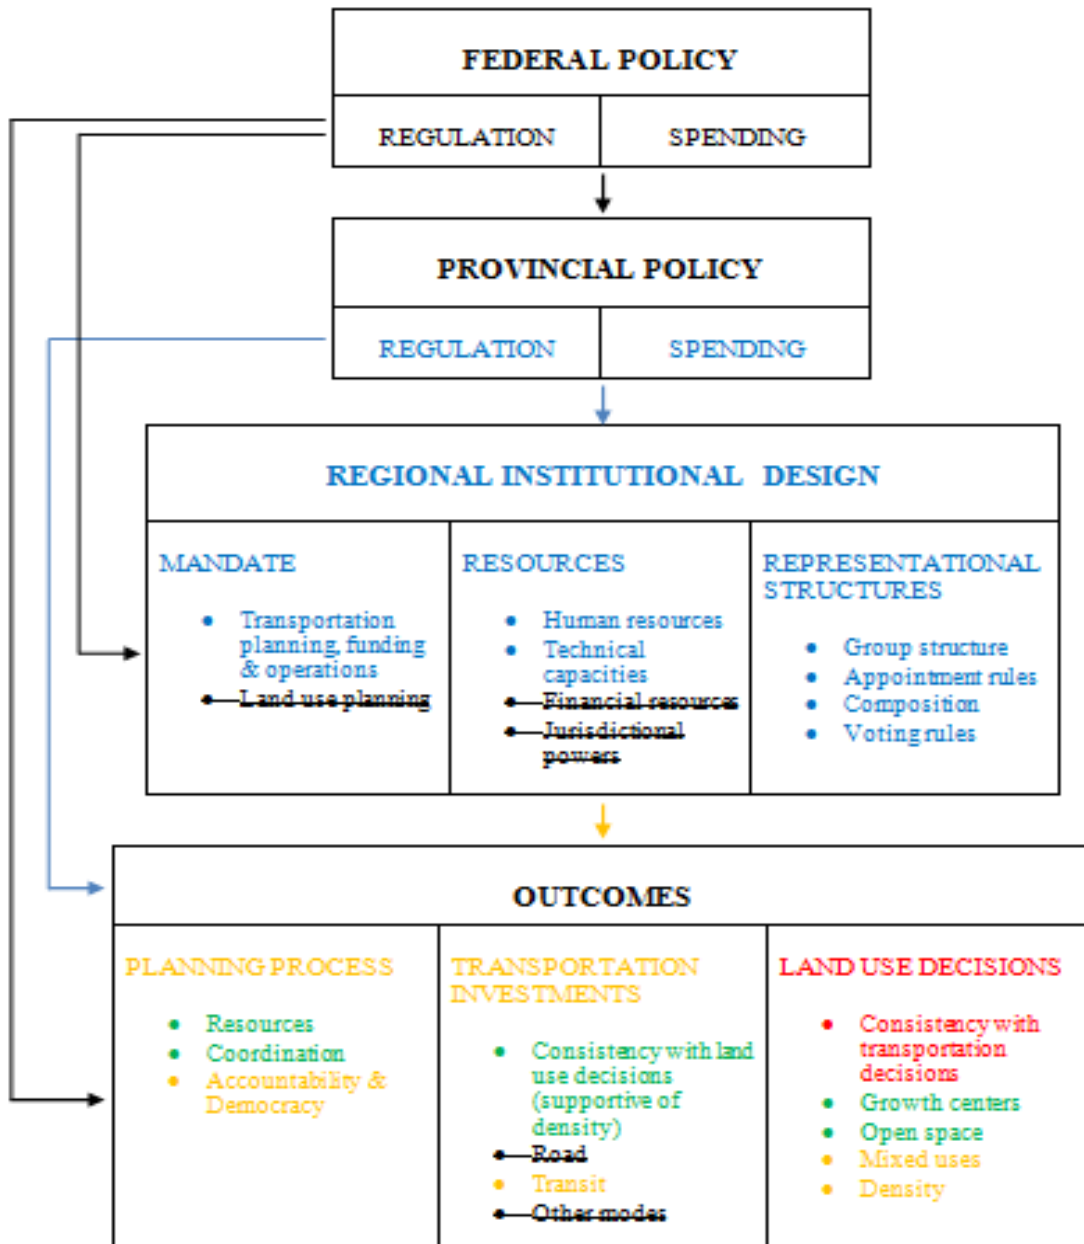 FEDERAL POLICY
REGULATION
SPENDING
PROVINCIAL POLICY
REGULATION
SPENDING
REGIONAL INSTITUTIONAL DESIGN
MANDATE
• Transportation
planning, funding
& operations
• Land use planning
RESOURCES
• Human resources
• Technical
capacities
• Financial resources
• Jurisdictional
powers
REPRESENTATIONAL
STRUCTURES
• Group structure
• Appointment rules
• Composition
• Voting rules
OUTCOMES
PLANNING PROCESS
• Resources
• Coordination
• Accountability &
Democracy
TRANSPORTATION
INVESTMENTS
• Consistency with land
use decisions
(supportive of
density)
• Road
• Transit
• Other modes
LAND USE DECISIONS
• Consistency with
transportation
decisions
• Growth centers
• Open space
• Mixed uses
• Density